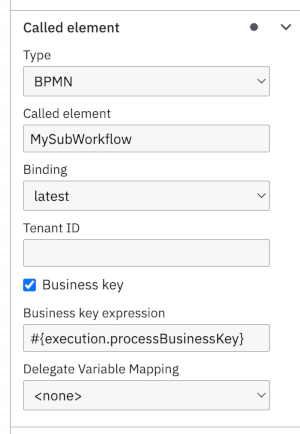 Called element
Type
BPMN
Called element
MySubWorkflow
Binding
latest
Tenant ID
Business key
Business key expression
#{execution.processBusinessKey}
Delegate Variable Mapping
<none>